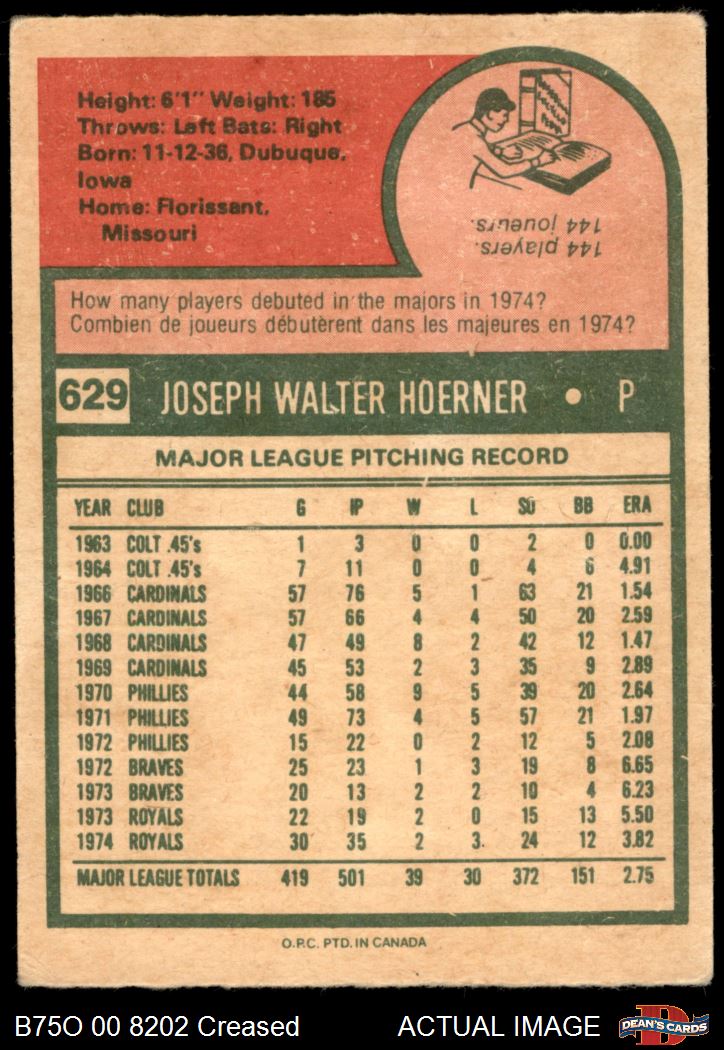 Height: 6'1" Weight: 185
Throws: Left Bats: Right
Born: 11-12-36, Dubuque,
Iowa
Home: Florissant,
Missouri
144 players.
144 joueurs.
How many players debuted in the majors in 1974?
Combien de joueurs débutèrent dans les majeures en 1974?
629 JOSEPH WALTER HOERNER • P
MAJOR LEAGUE PITCHING RECORD
YEAR CLUB G IP W L SO BB ERA
1963 COLT .45's 1 3 0 0 2 0 0.00
1964 COLT .45's 7 11 0 0 4 6 4.91
1966 CARDINALS 57 76 5 1 63 21 1.54
1967 CARDINALS 57 66 4 4 50 20 2.59
1968 CARDINALS 47 49 8 2 42 12 1.47
1969 CARDINALS 45 53 2 3 35 9 2.89
1970 PHILLIES 44 58 9 5 39 20 2.64
1971 PHILLIES 49 73 4 5 57 21 1.97
1972 PHILLIES 15 22 0 2 12 5 2.08
1972 BRAVES 25 23 1 3 19 8 6.65
1973 BRAVES 20 13 2 2 10 4 6.23
1973 ROYALS 22 19 2 0 15 13 5.50
1974 ROYALS 30 35 2 3 24 12 3.82
MAJOR LEAGUE TOTALS 419 501 39 30 372 151 2.75
O.P.C. PTD. IN CANADA
B75O 00 8202 Creased ACTUAL IMAGE
DEAN'S CARDS